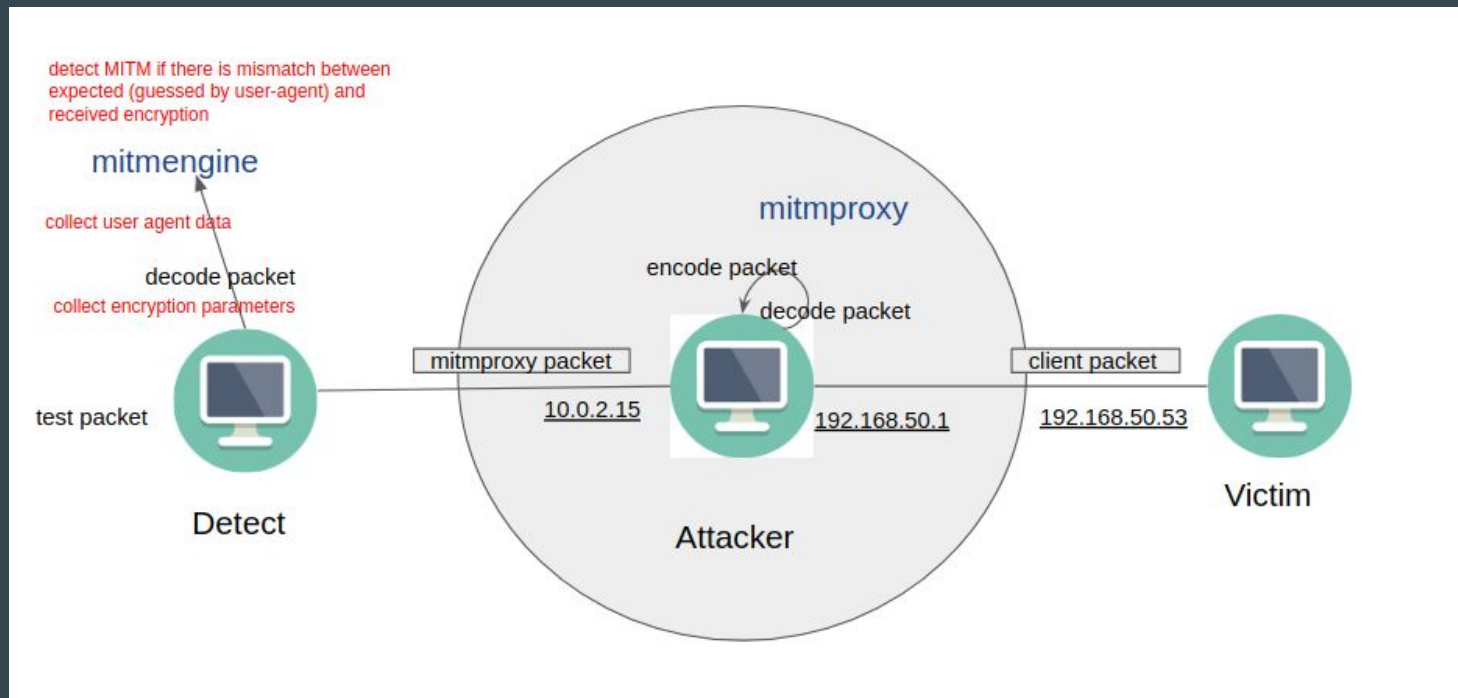 detect MITM if there is mismatch between
expected (guessed by user-agent) and
received encryption
mitmengine
collect user agent data
decode packet
collect encryption parameters
test packet
Detect
mitmproxy packet
10.0.2.15
mitmproxy
encode packet
decode packet
192.168.50.1
Attacker
client packet
192.168.50.53
Victim